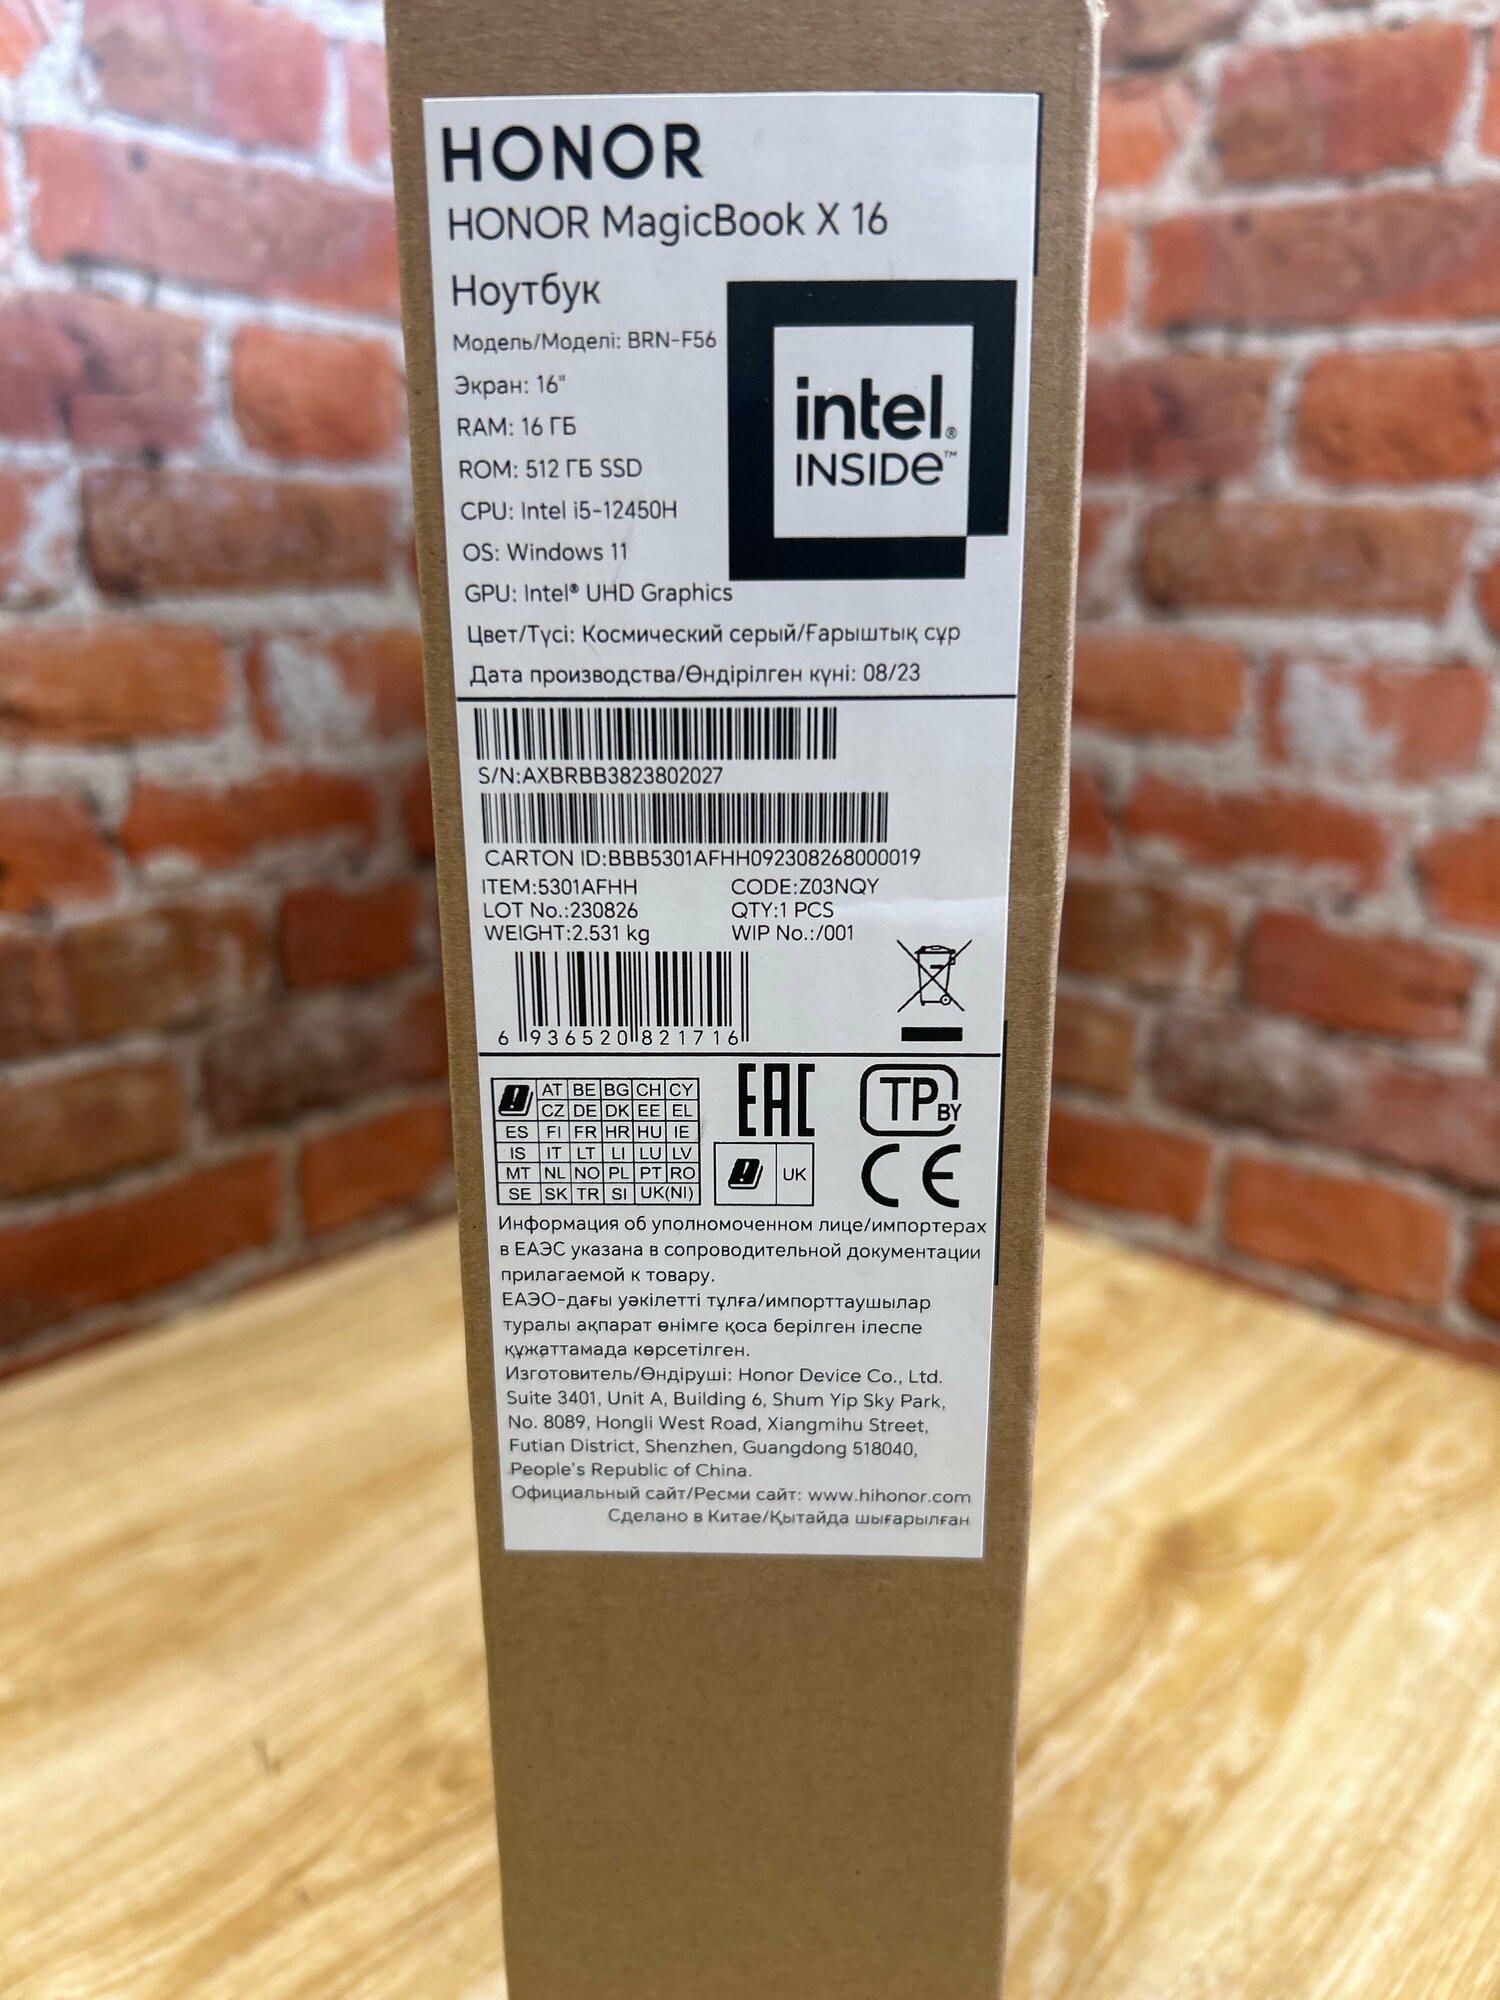 HONOR
HONOR MagicBook X 16
Ноутбук
Модель/Моделі: BRN-F56
Экран: 16"
RAM: 16 ГБ
ROM: 512 ГБ SSD
CPU: Intel i5-12450H
OS: Windows 11
GPU: Intel® UHD Graphics
intel®
INSIDe™
Цвет/Түсі: Космический серый/Ғарыштық сұр
Дата производства/Өндірілген күні: 08/23
S/N:AXBRBB3823802027
CARTON ID:BBB5301AFHH092308268000019
ITEM:5301AFHH CODE:Z03NQY
LOT No.:230826 QTY:1 PCS
WEIGHT:2.531 kg WIP No.:/001
6 936520 821716
AT BE BG CH CY
CZ DE DK EE EL
ES FI FR HR HU IE
IS IT LT LI LU LV
MT NL NO PL PT RO
SE SK TR SI UK(NI)
EAC
TP BY
UK
CE
Информация об уполномоченном лице/импортерах
в ЕАЭС указана в сопроводительной документации
прилагаемой к товару.
ЕАЭО-дағы уәкілетті тұлға/импорттаушылар
туралы ақпарат өнімге қоса берілген ілеспе
құжаттамада көрсетілген.
Изготовитель/Өндіруші: Honor Device Co., Ltd.
Suite 3401, Unit A, Building 6, Shum Yip Sky Park,
No. 8089, Hongli West Road, Xiangmihu Street,
Futian District, Shenzhen, Guangdong 518040,
People's Republic of China.
Официальный сайт/Ресми сайт: www.hihonor.com
Сделано в Китае/Қытайда шығарылған